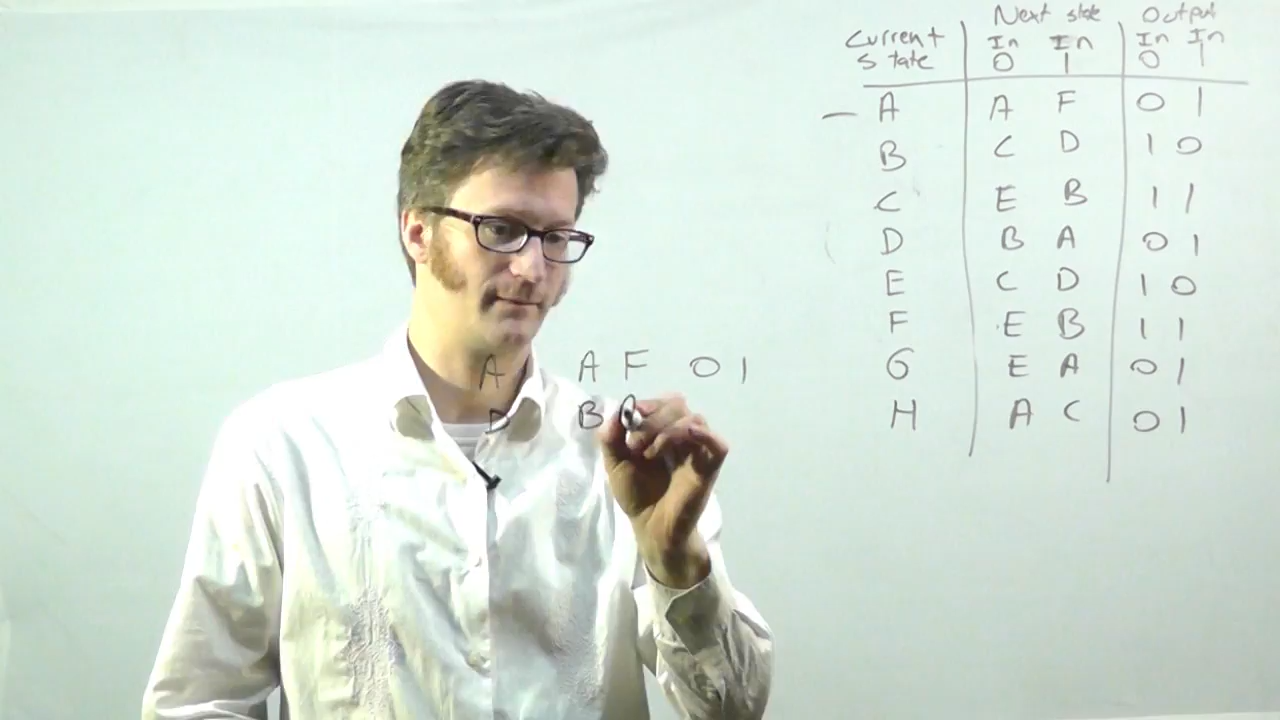 Next state Output
Current In In In In
state 0 1 0 1
A A F 0 1
B C D 1 0
C E B 1 1
D B A 0 1
E C D 1 0
F E B 1 1
G E A 0 1
H A C 0 1
A A F 0 1
D B